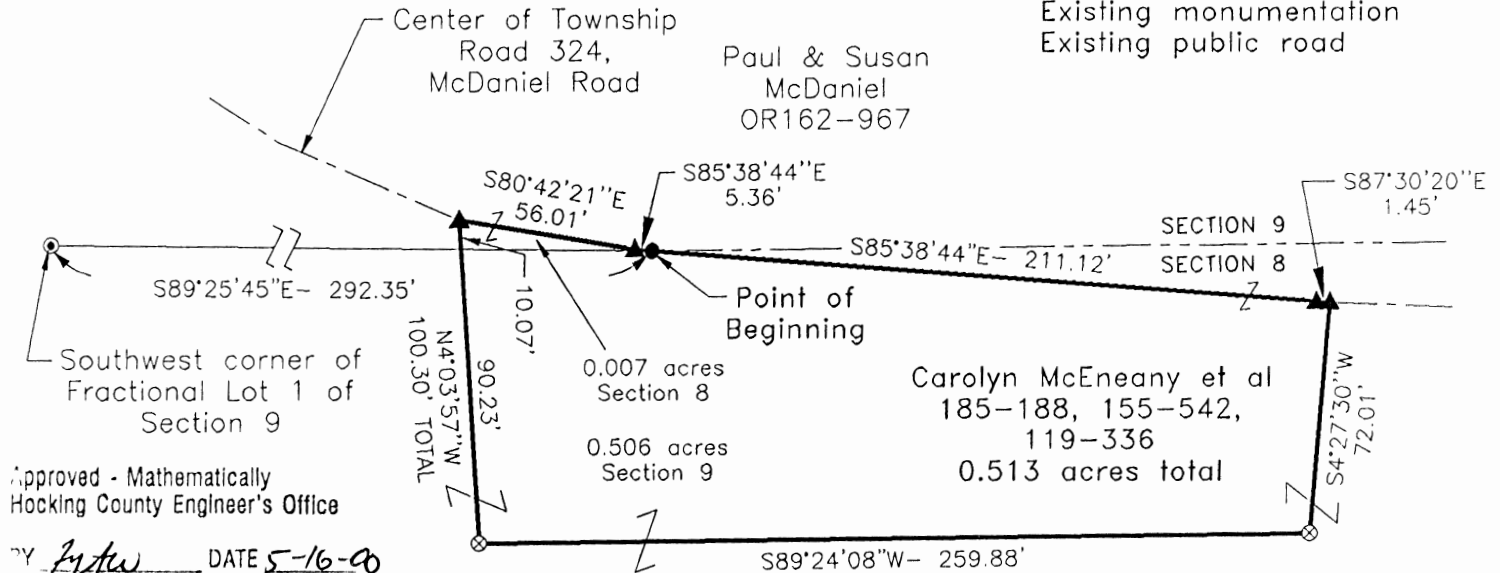 Existing monumentation
Existing public road
Center of Township
Road 324,
McDaniel Road
Paul & Susan
McDaniel
OR162-967
S80°42'21"E
56.01'
S85°38'44"E
5.36'
S87°30'20"E
1.45'
SECTION 9
S85°38'44"E- 211.12'
SECTION 8
S89°25'45"E- 292.35'
10.07'
Point of
Beginning
Southwest corner of
Fractional Lot 1 of
Section 9
N4°03'57"W
100.30' TOTAL
90.23'
0.007 acres
Section 8
0.506 acres
Section 9
Carolyn McEneany et al
185-188, 155-542,
119-336
0.513 acres total
S4°27'30"W
72.01'
Approved - Mathematically
Hocking County Engineer's Office
BY DATE 5-16-00
S89°24'08"W- 259.88'